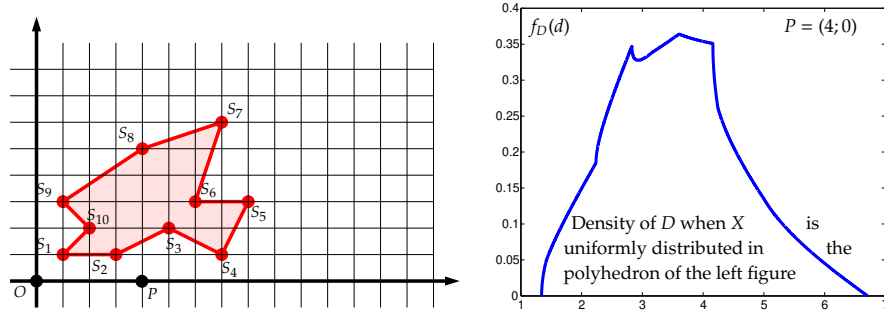 S7
S8
S9
S10
S6
S5
S1
S2
S3
S4
O
P
0.4
0.35
0.3
0.25
0.2
0.15
0.1
0.05
0
f_D(d)
P = (4;0)
Density of D when X is
uniformly distributed in the
polyhedron of the left figure
1
2
3
4
5
6
7